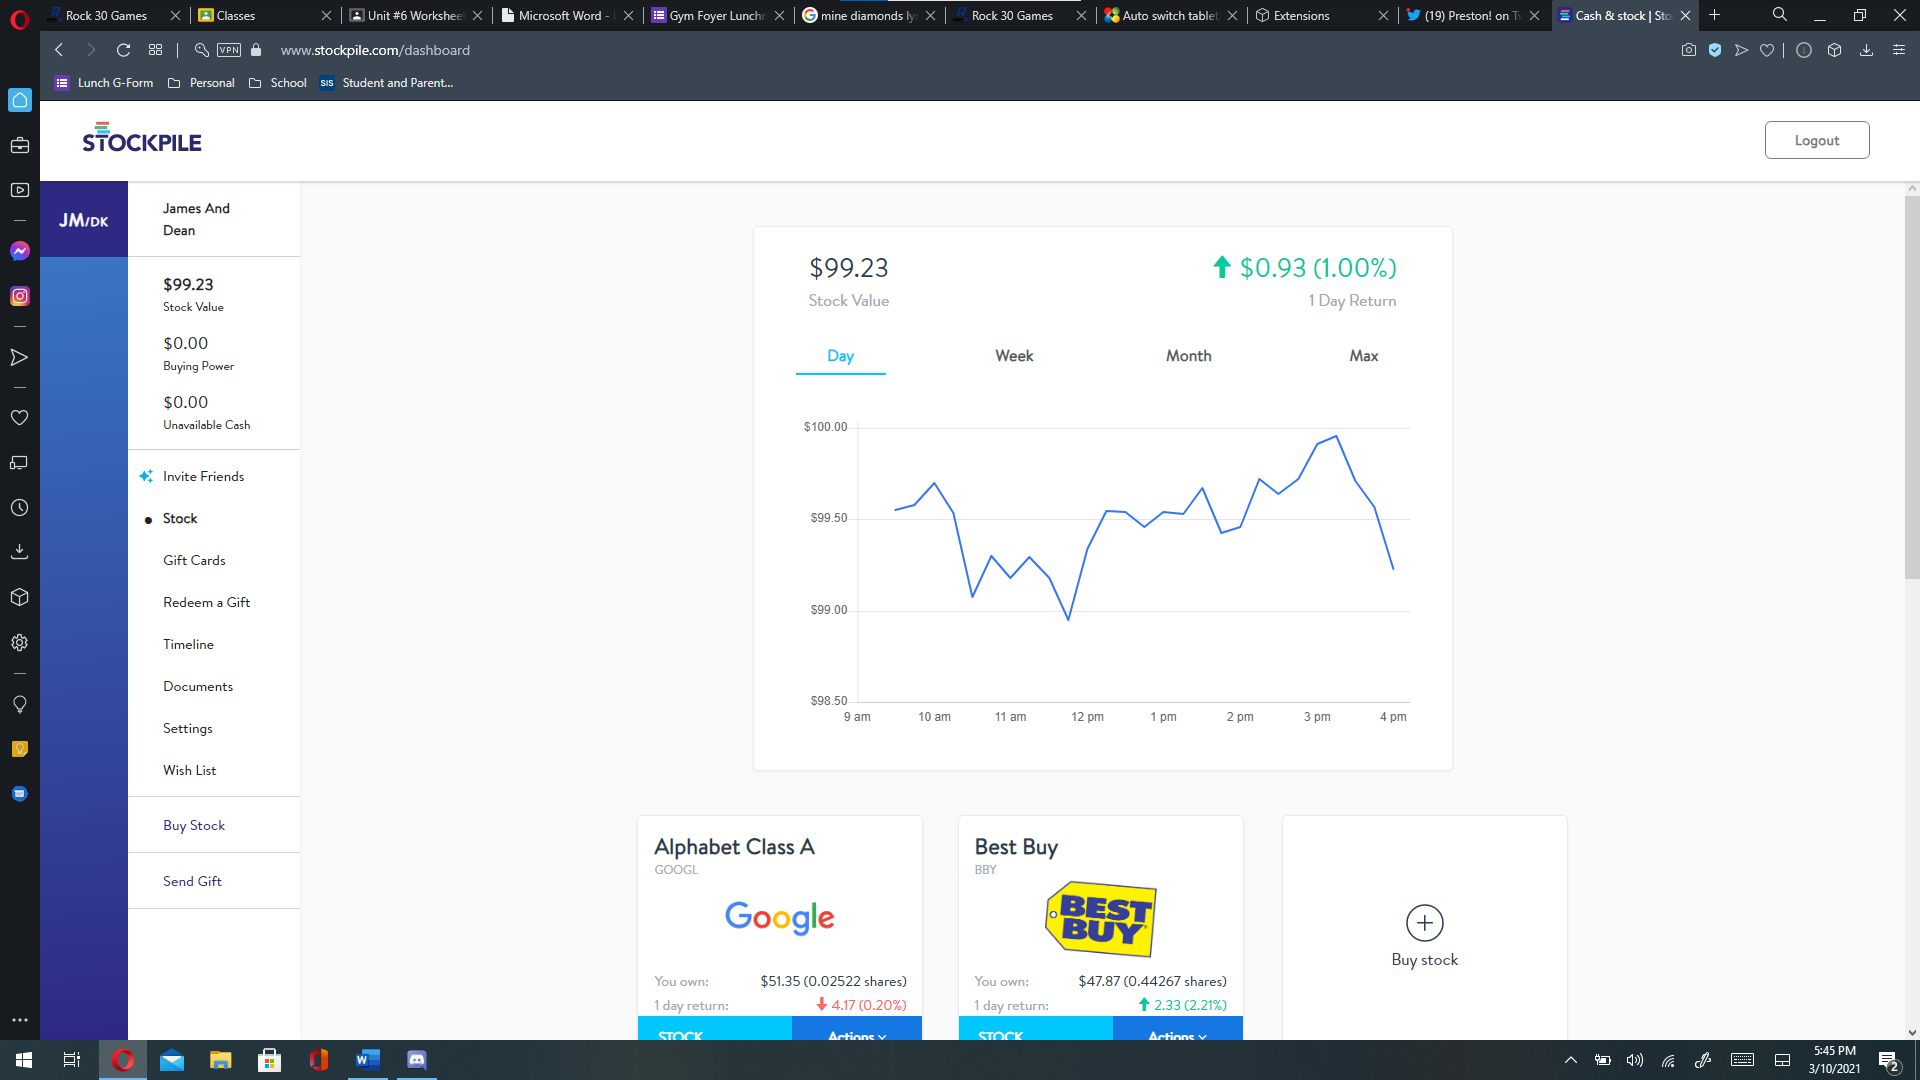 Rock 30 Games
Classes
Unit #6 Workshee
Microsoft Word -
Gym Foyer Lunch
mine diamonds ly
Rock 30 Games
Auto switch tablet
Extensions
(19) Preston! on Tw
Cash & stock | Sto
VPN
www.stockpile.com/dashboard
Lunch G-Form
Personal
School
SIS
Student and Parent...
STOCKPILE
Logout
JM/DK
James And
Dean
$99.23
Stock Value
$0.00
Buying Power
$0.00
Unavailable Cash
Invite Friends
Stock
Gift Cards
Redeem a Gift
Timeline
Documents
Settings
Wish List
Buy Stock
Send Gift
$99.23
Stock Value
$0.93 (1.00%)
1 Day Return
Day
Week
Month
Max
$100.00
$99.50
$99.00
$98.50
9 am
10 am
11 am
12 pm
1 pm
2 pm
3 pm
4 pm
Alphabet Class A
GOOGL
Google
You own:
$51.35 (0.02522 shares)
1 day return:
4.17 (0.20%)
STOCK
Actions
Best Buy
BBY
BEST
BUY
You own:
$47.87 (0.44267 shares)
1 day return:
2.33 (2.21%)
STOCK
Actions
Buy stock
5:45 PM
3/10/2021
2